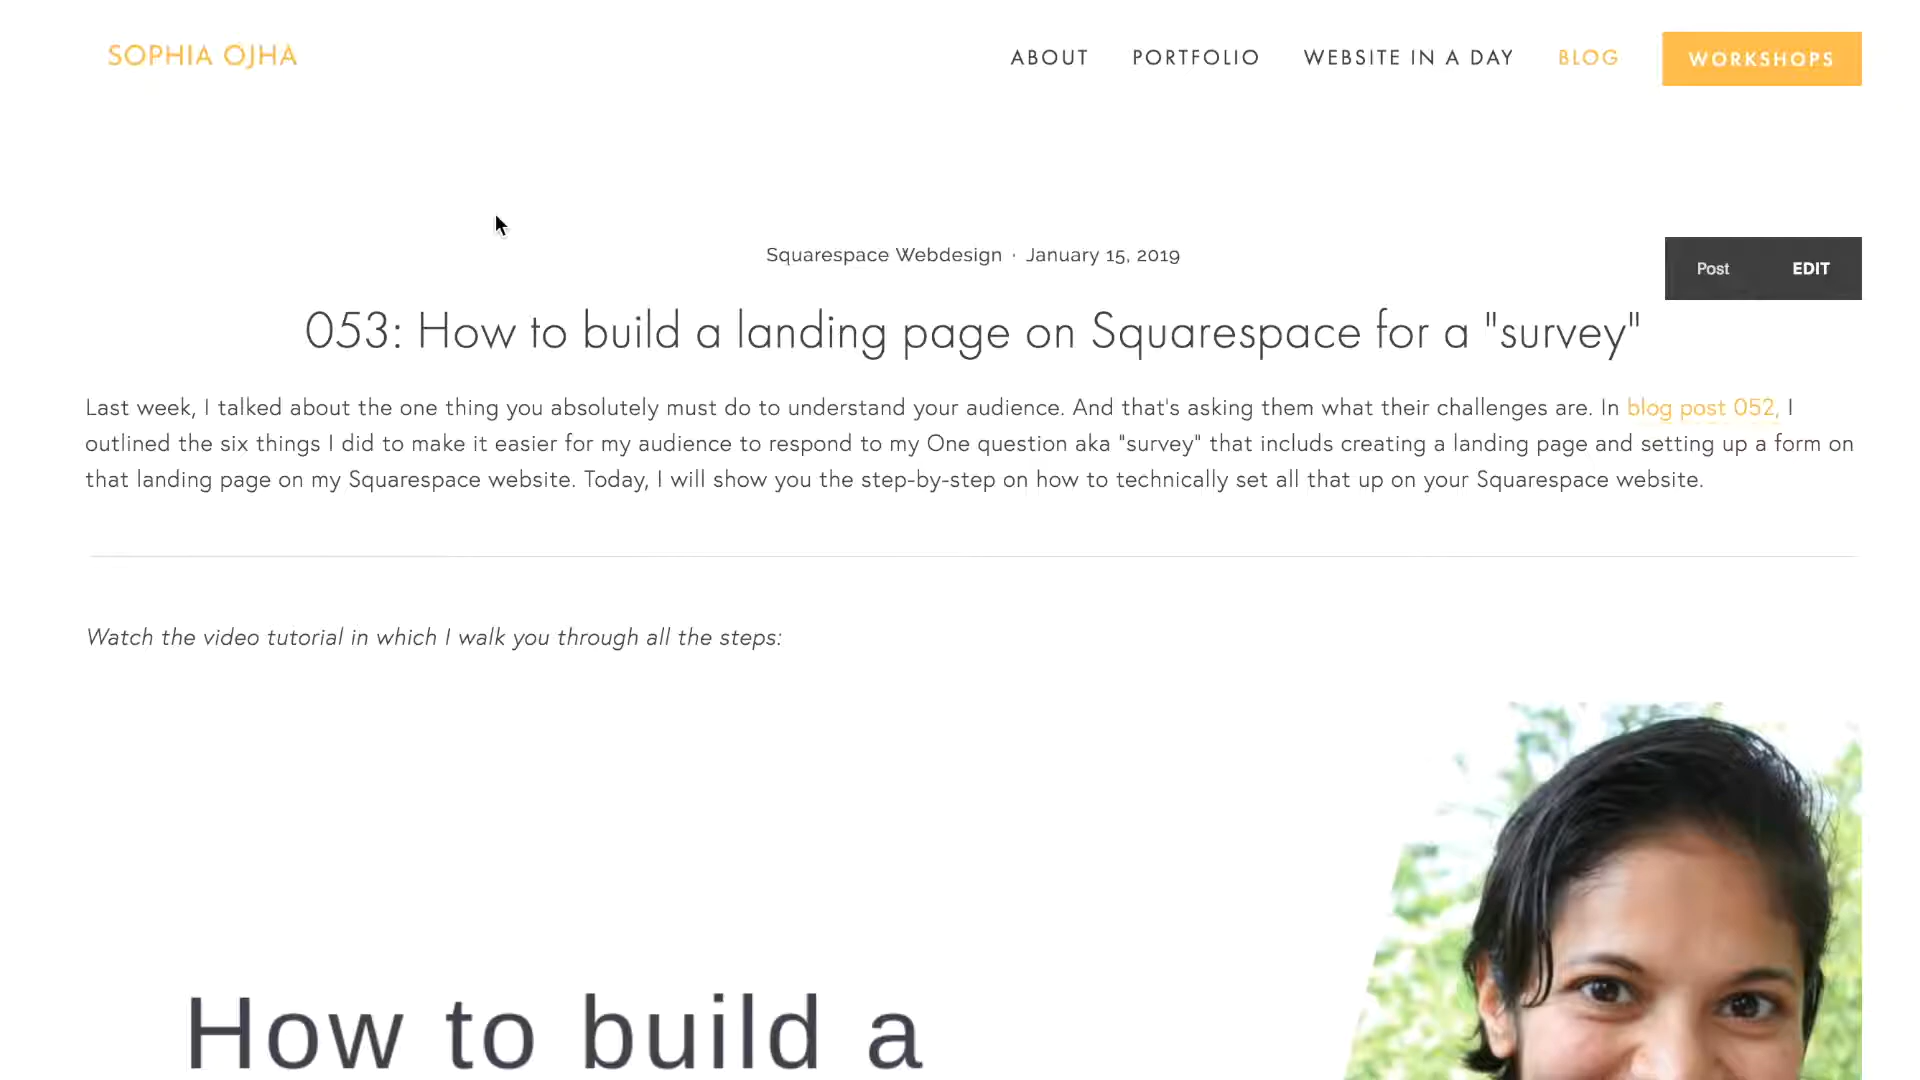 SOPHIA OJHA
ABOUT PORTFOLIO WEBSITE IN A DAY BLOG WORKSHOPS
Squarespace Webdesign · January 15, 2019
Post EDIT
053: How to build a landing page on Squarespace for a "survey"
Last week, I talked about the one thing you absolutely must do to understand your audience. And that's asking them what their challenges are. In blog post 052, I
outlined the six things I did to make it easier for my audience to respond to my One question aka "survey" that includs creating a landing page and setting up a form on
that landing page on my Squarespace website. Today, I will show you the step-by-step on how to technically set all that up on your Squarespace website.
Watch the video tutorial in which I walk you through all the steps:
How to build a